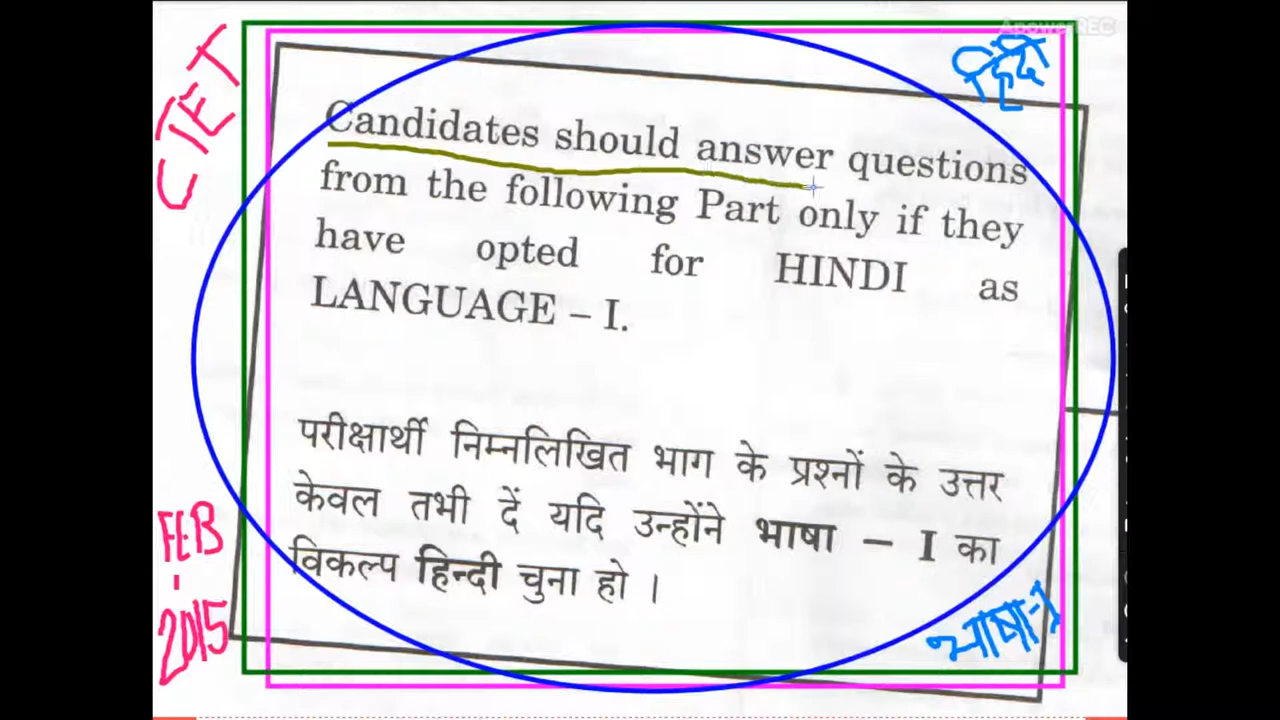 ApowerREC
CTET
हिंदी
Candidates should answer questions
from the following Part only if they
have opted for HINDI as
LANGUAGE – I.
परीक्षार्थी निम्नलिखित भाग के प्रश्नों के उत्तर
केवल तभी दें यदि उन्होंने भाषा – I का
विकल्प हिन्दी चुना हो ।
FEB
-
2015
भाषा-I